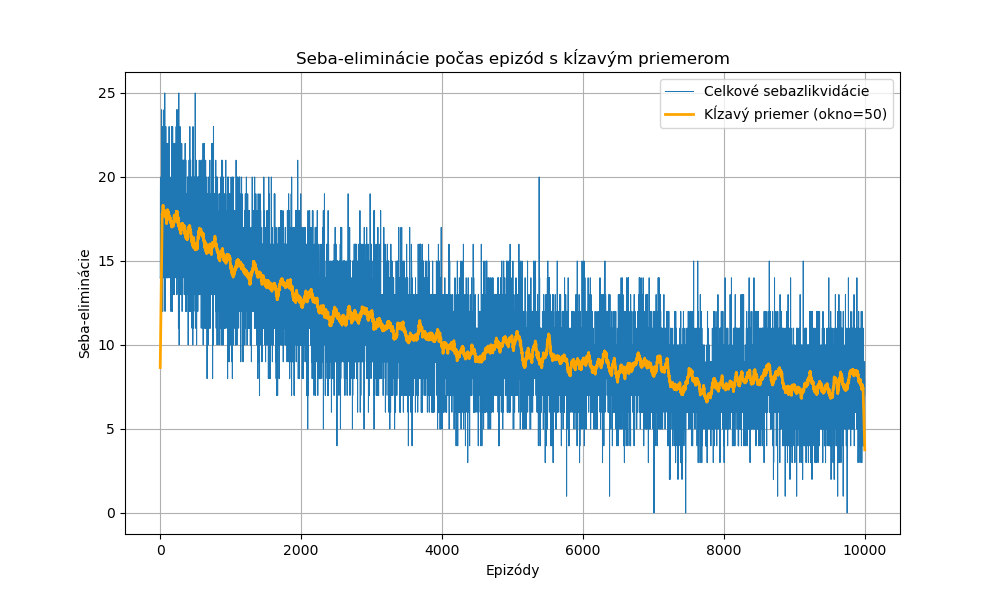 Seba-eliminácie počas epizód s kĺzavým priemerom
Celkové sebazlikvidácie
Kĺzavý priemer (okno=50)
Seba-eliminácie
25
20
15
10
5
0
0 2000 4000 6000 8000 10000
Epizódy